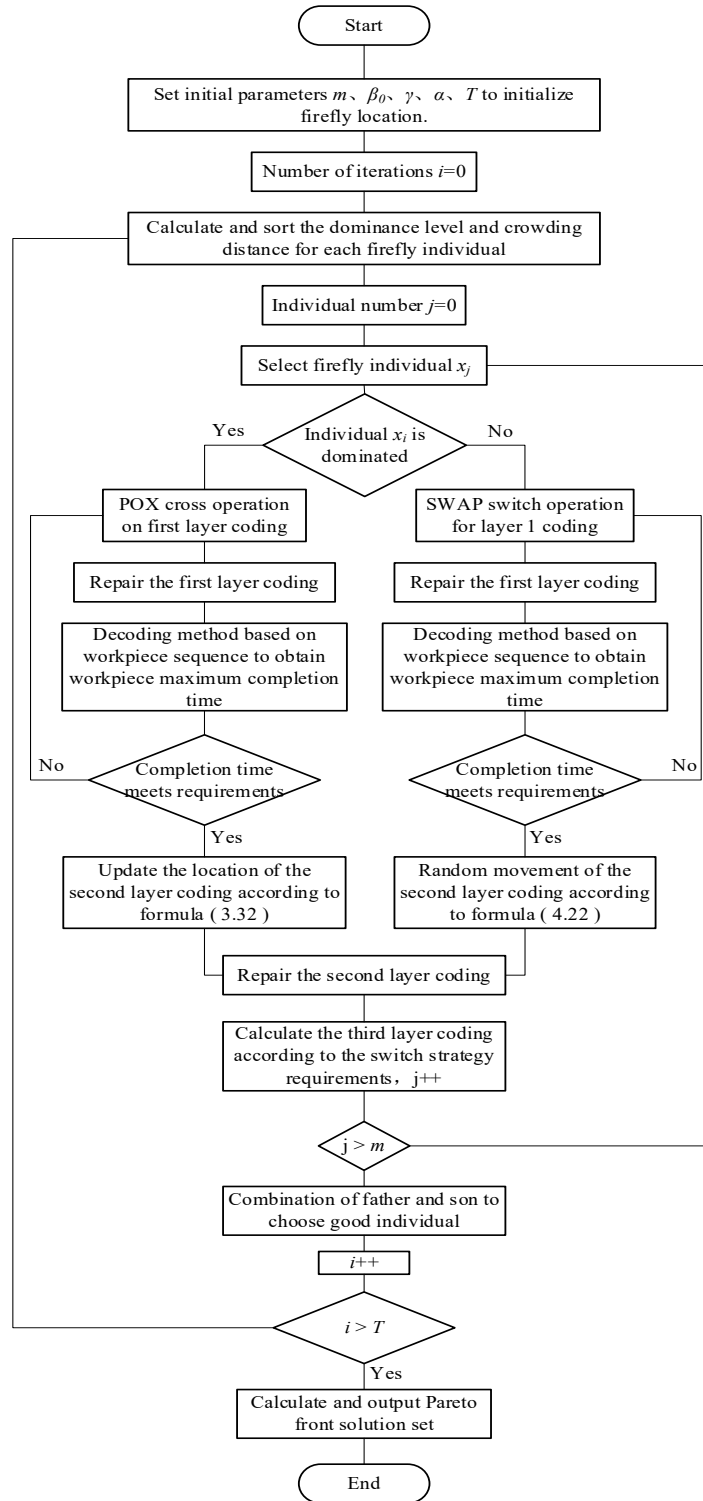 Start
Set initial parameters m、β0、γ、α、T to initialize
firefly location.
Number of iterations i=0
Calculate and sort the dominance level and crowding
distance for each firefly individual
Individual number j=0
Select firefly individual xj
Yes
Individual xi is
dominated
No
POX cross operation
on first layer coding
SWAP switch operation
for layer 1 coding
Repair the first layer coding
Repair the first layer coding
Decoding method based on
workpiece sequence to obtain
workpiece maximum completion
time
Decoding method based on
workpiece sequence to obtain
workpiece maximum completion
time
No
Completion time
meets requirements
Completion time
meets requirements
No
Yes
Yes
Update the location of the
second layer coding according to
formula ( 3.32 )
Random movement of the
second layer coding according
to formula ( 4.22 )
Repair the second layer coding
Calculate the third layer coding
according to the switch strategy
requirements，j++
j > m
Combination of father and son to
choose good individual
i++
i > T
Yes
Calculate and output Pareto
front solution set
End